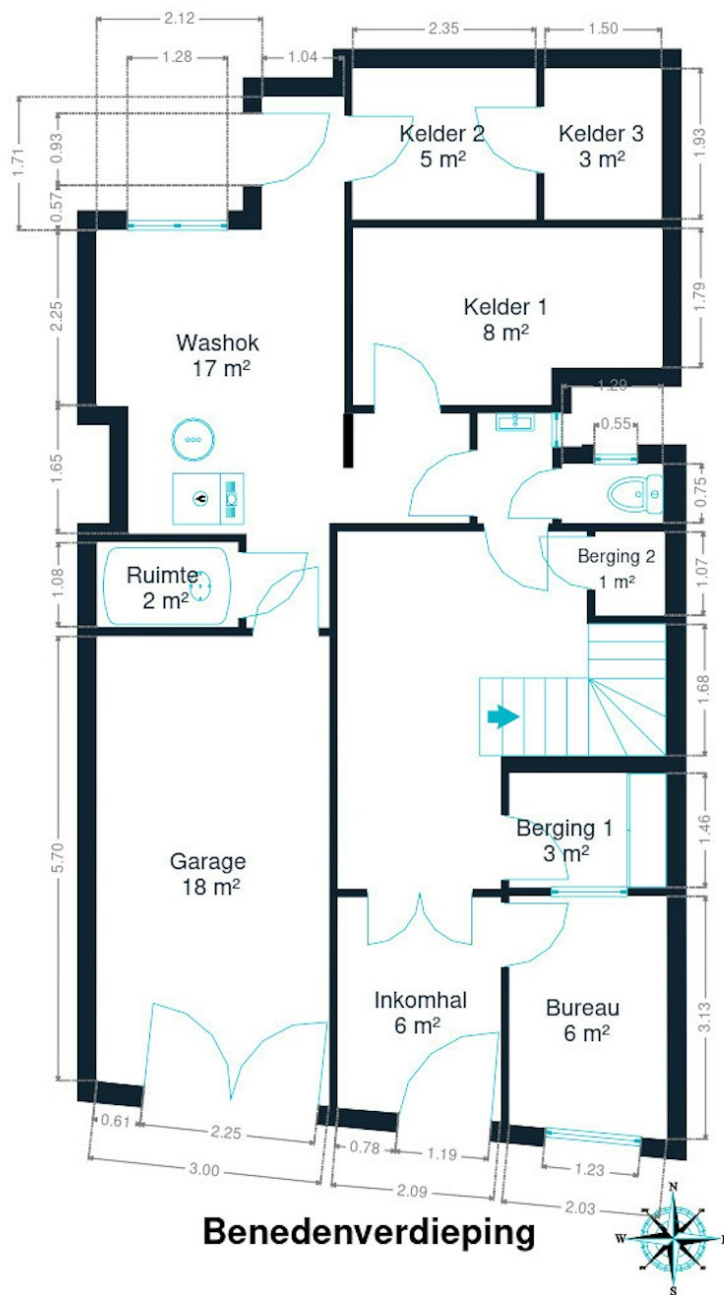 2.12
2.35
1.50
1.28
1.04
1.71
0.93
0.57
Kelder 2
5 m²
Kelder 3
3 m²
1.93
2.25
Washok
17 m²
Kelder 1
8 m²
1.79
1.29
0.55
1.65
0.75
1.08
Ruimte
2 m²
Berging 2
1 m²
1.07
1.68
5.70
Garage
18 m²
Berging 1
3 m²
1.46
Inkomhal
6 m²
Bureau
6 m²
3.13
0.61
2.25
0.78
1.19
1.23
3.00
2.09
2.03
Benedenverdieping
N
W
S